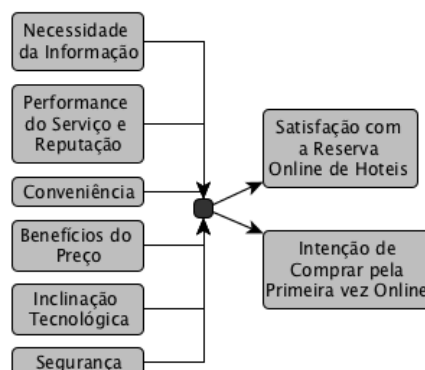 Necessidade
da Informação
Performance
do Serviço e
Reputação
Conveniência
Benefícios do
Preço
Inclinação
Tecnológica
Segurança
Satisfação com
a Reserva
Online de Hoteis
Intenção de
Comprar pela
Primeira vez Online